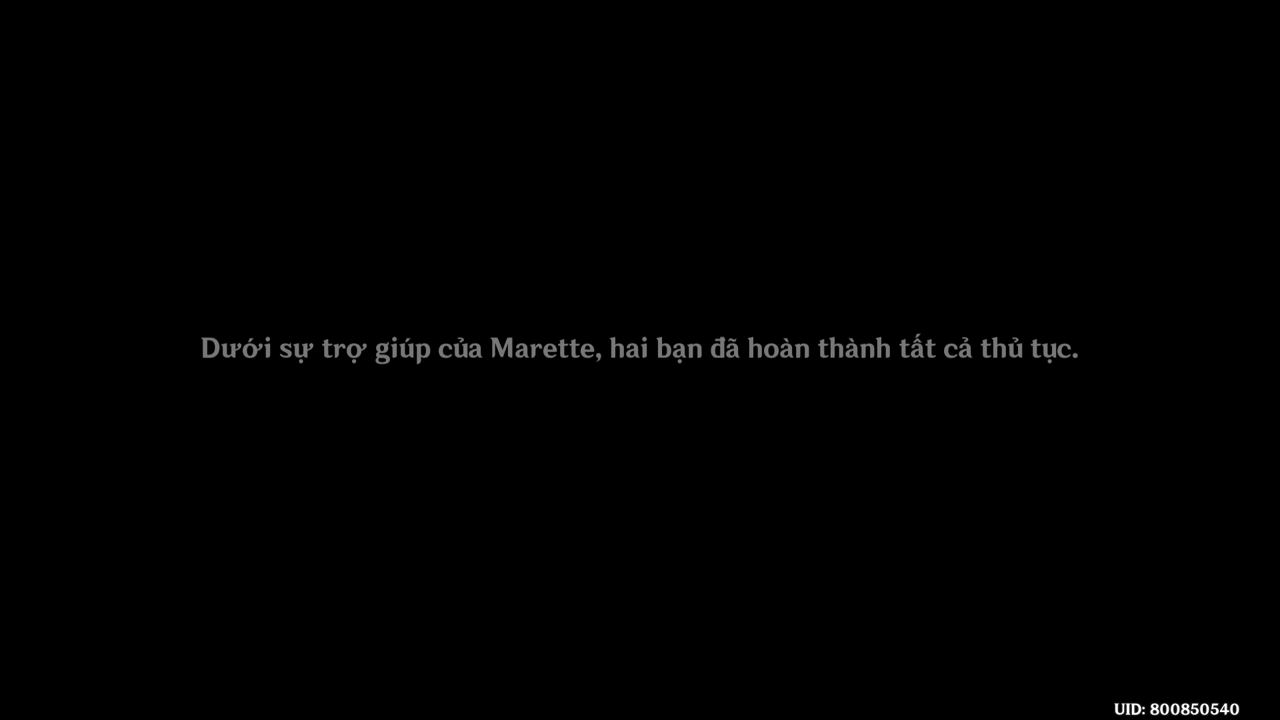 Dưới sự trợ giúp của Marette, hai bạn đã hoàn thành tất cả thủ tục.
UID: 800850540